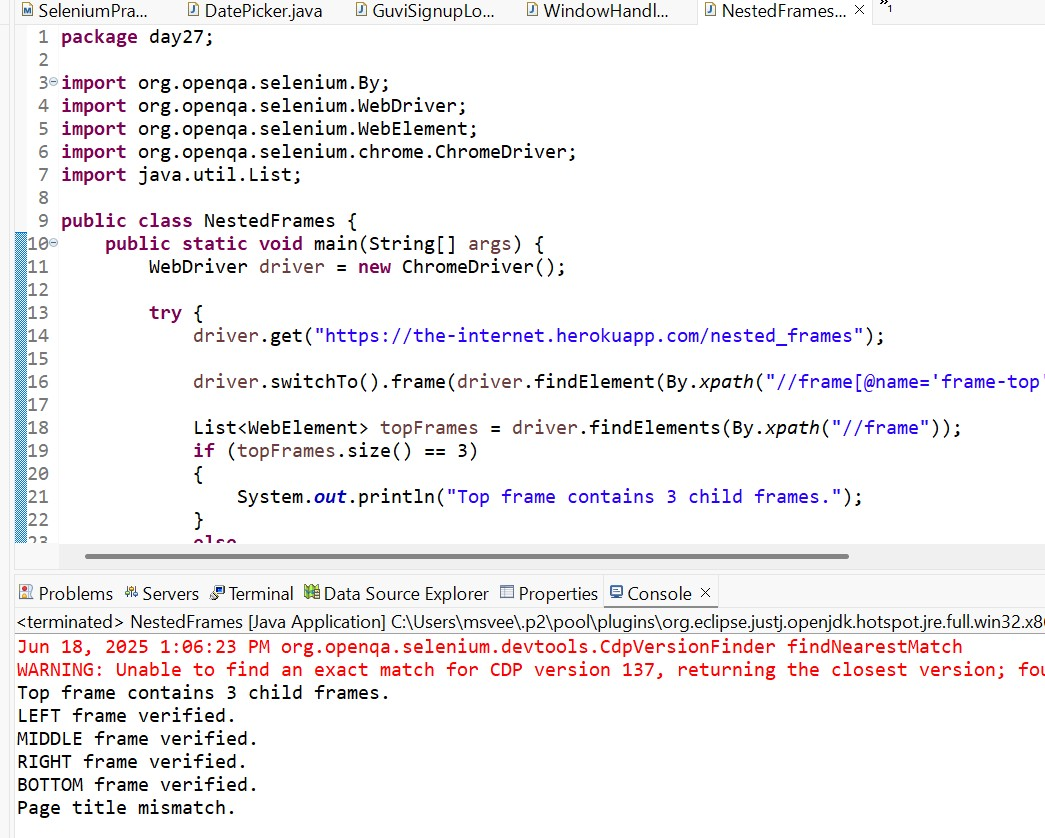 SeleniumPra... DatePicker.java GuviSignupLo... WindowHandl... NestedFrames... × »1
1 package day27;
2
3 import org.openqa.selenium.By;
4 import org.openqa.selenium.WebDriver;
5 import org.openqa.selenium.WebElement;
6 import org.openqa.selenium.chrome.ChromeDriver;
7 import java.util.List;
8
9 public class NestedFrames {
10 public static void main(String[] args) {
11 WebDriver driver = new ChromeDriver();
12
13 try {
14 driver.get("https://the-internet.herokuapp.com/nested_frames");
15
16 driver.switchTo().frame(driver.findElement(By.xpath("//frame[@name='frame-top'
17
18 List<WebElement> topFrames = driver.findElements(By.xpath("//frame"));
19 if (topFrames.size() == 3)
20 {
21 System.out.println("Top frame contains 3 child frames.");
22 }
23 else
Problems Servers Terminal Data Source Explorer Properties Console ×
<terminated> NestedFrames [Java Application] C:\Users\msvee\.p2\pool\plugins\org.eclipse.justj.openjdk.hotspot.jre.full.win32.x8
Jun 18, 2025 1:06:23 PM org.openqa.selenium.devtools.CdpVersionFinder findNearestMatch
WARNING: Unable to find an exact match for CDP version 137, returning the closest version; fou
Top frame contains 3 child frames.
LEFT frame verified.
MIDDLE frame verified.
RIGHT frame verified.
BOTTOM frame verified.
Page title mismatch.